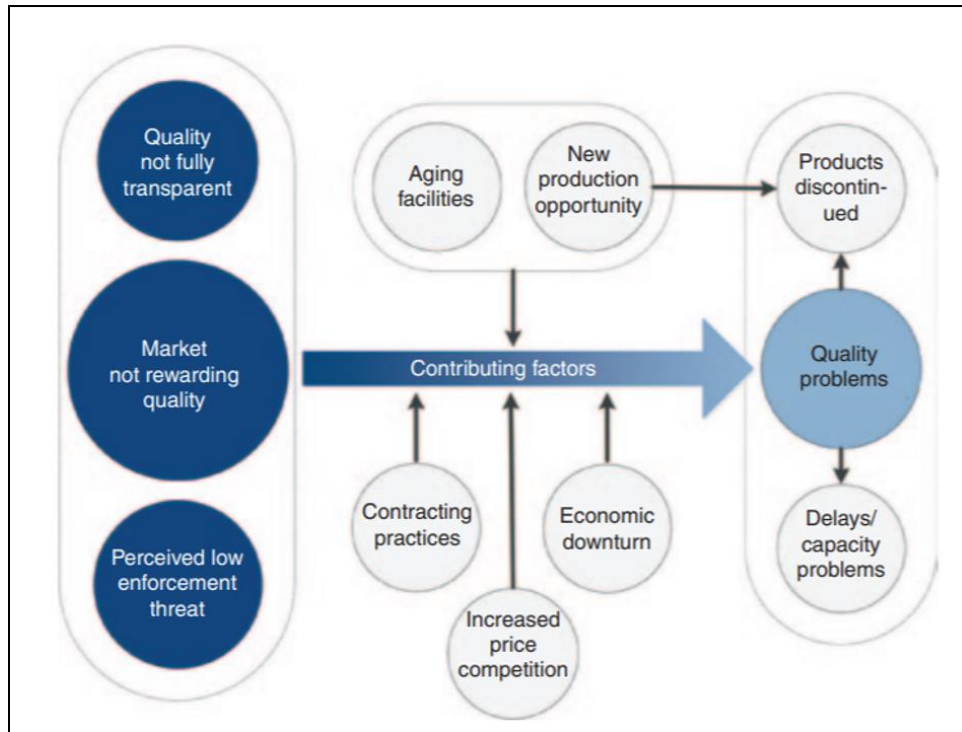 Quality
not fully
transparent
Market
not rewarding
quality
Perceived low
enforcement
threat
Aging
facilities
New
production
opportunity
Contributing factors
Contracting
practices
Increased
price
competition
Economic
downturn
Products
discontin-
ued
Quality
problems
Delays/
capacity
problems